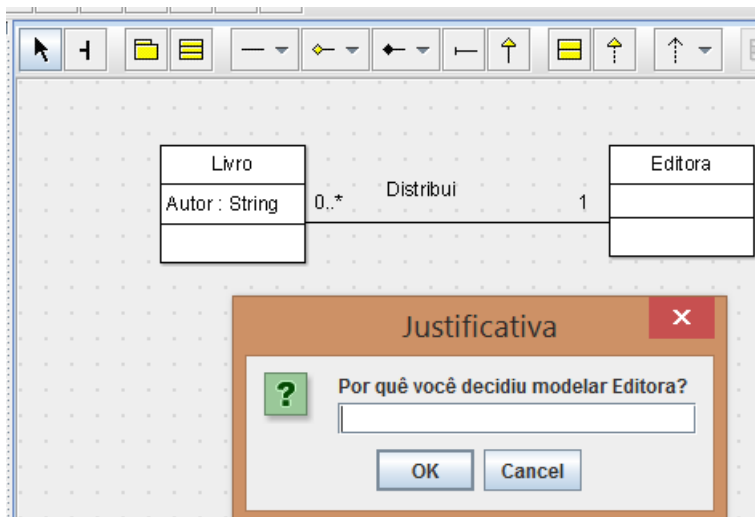 Livro
Editora
Autor : String
0..*
Distribui
1
Justificativa
Por quê você decidiu modelar Editora?
OK
Cancel